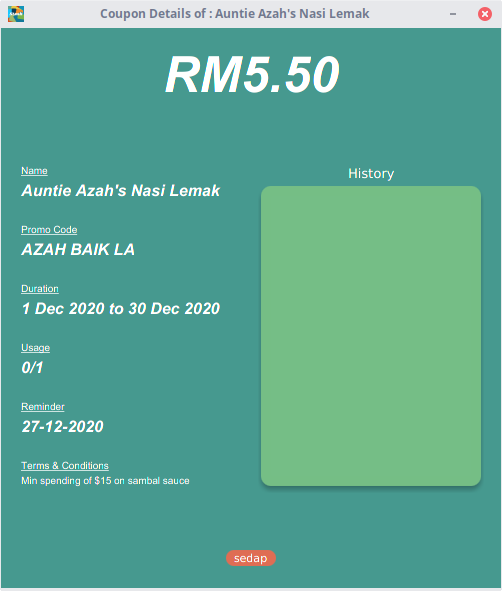 Coupon Details of : Auntie Azah's Nasi Lemak
RM5.50
Name
Auntie Azah's Nasi Lemak
Promo Code
AZAH BAIK LA
Duration
1 Dec 2020 to 30 Dec 2020
Usage
0/1
Reminder
27-12-2020
Terms & Conditions
Min spending of $15 on sambal sauce
History
sedap